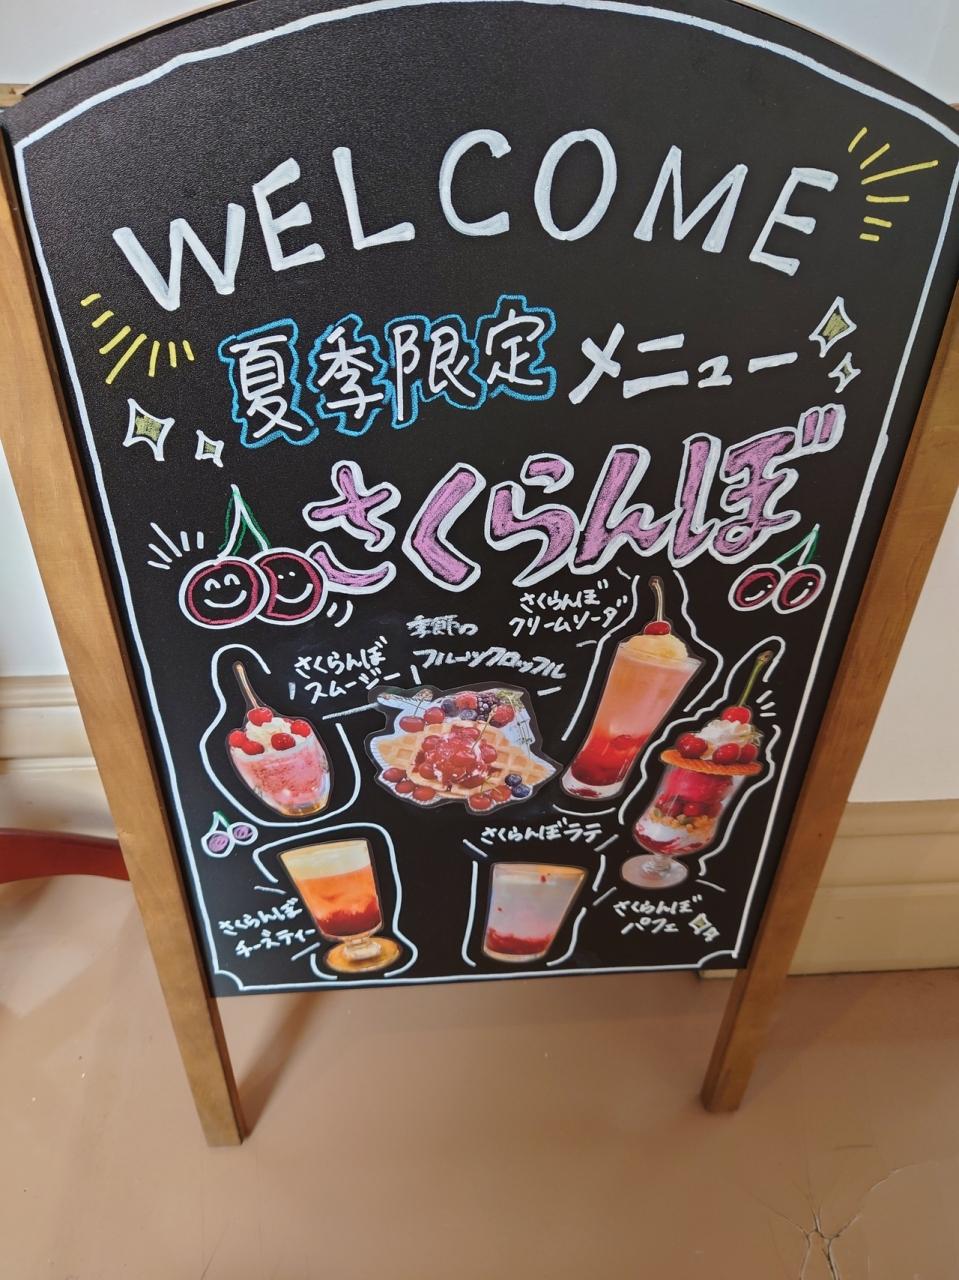 WELCOME
夏季限定メニュー
さくらんぼ
さくらんぼ
クリームソーダ
季節の
フルーツクロッフル
さくらんぼ
スムージー
さくらんぼラテ
さくらんぼ
チーズティー
さくらんぼ
パフェ